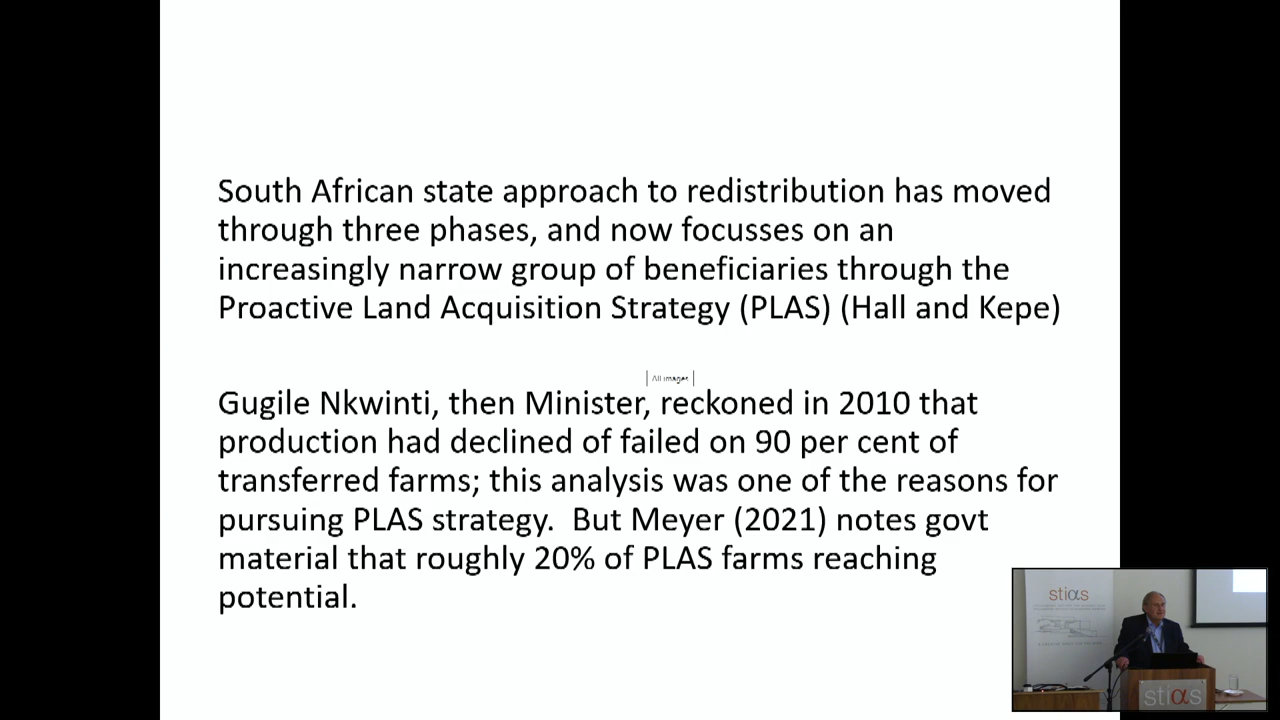 South African state approach to redistribution has moved
through three phases, and now focusses on an
increasingly narrow group of beneficiaries through the
Proactive Land Acquisition Strategy (PLAS) (Hall and Kepe)
All images
Gugile Nkwinti, then Minister, reckoned in 2010 that
production had declined of failed on 90 per cent of
transferred farms; this analysis was one of the reasons for
pursuing PLAS strategy.  But Meyer (2021) notes govt
material that roughly 20% of PLAS farms reaching
potential.
stias
stias